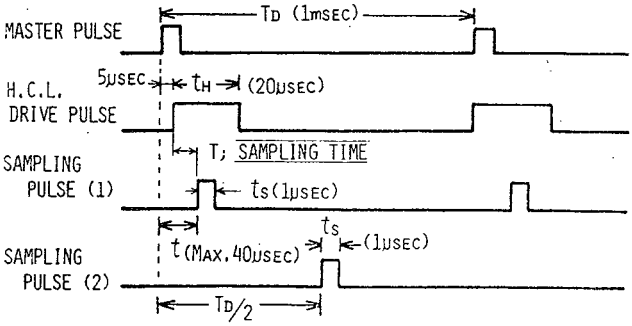 TD (1mSEC)
MASTER PULSE
5µSEC tH (20µSEC)
H.C.L.
DRIVE PULSE
T; SAMPLING TIME
SAMPLING
PULSE (1)
tS(1µSEC)
t(MAX.40µSEC)
tS
(1µSEC)
SAMPLING
PULSE (2)
TD/2